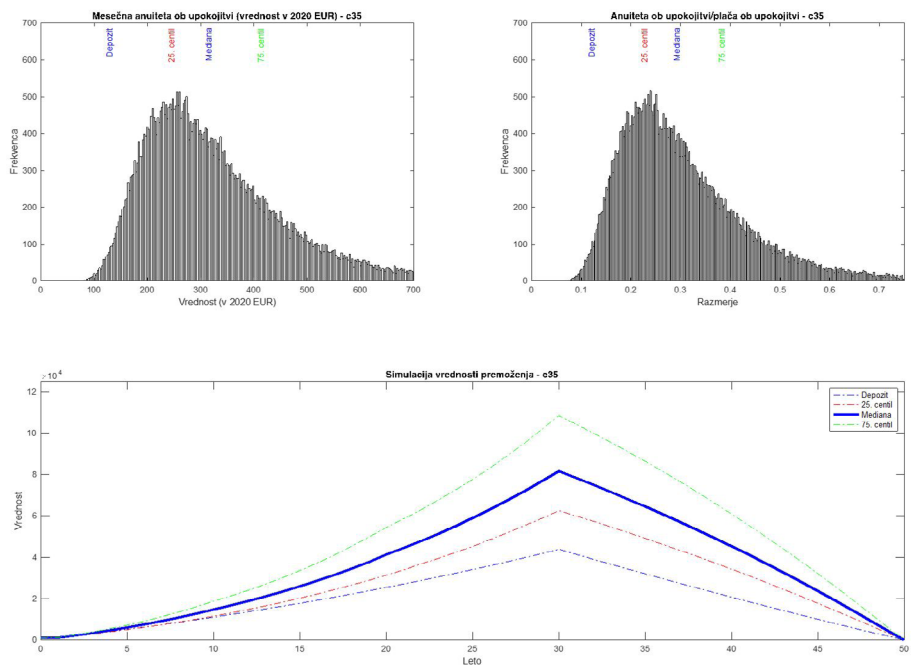 Mesečna anuiteta ob upokojitvi (vrednost v 2020 EUR) - c35
700
600
500
400
300
200
100
0
Frekvenca
Depozit
25. centil
Mediana
75. centil
0 100 200 300 400 500 600 700
Vrednost (v 2020 EUR)
Anuiteta ob upokojitvi/plača ob upokojitvi - c35
700
600
500
400
300
200
100
0
Frekvenca
Depozit
25. centil
Mediana
75. centil
0 0.1 0.2 0.3 0.4 0.5 0.6 0.7
Razmerje
Simulacija vrednosti premoženja - c35
10 4
12
10
8
6
4
2
0
Vrednost
Depozit
25. centil
Mediana
75. centil
0 5 10 15 20 25 30 35 40 45 50
Leto